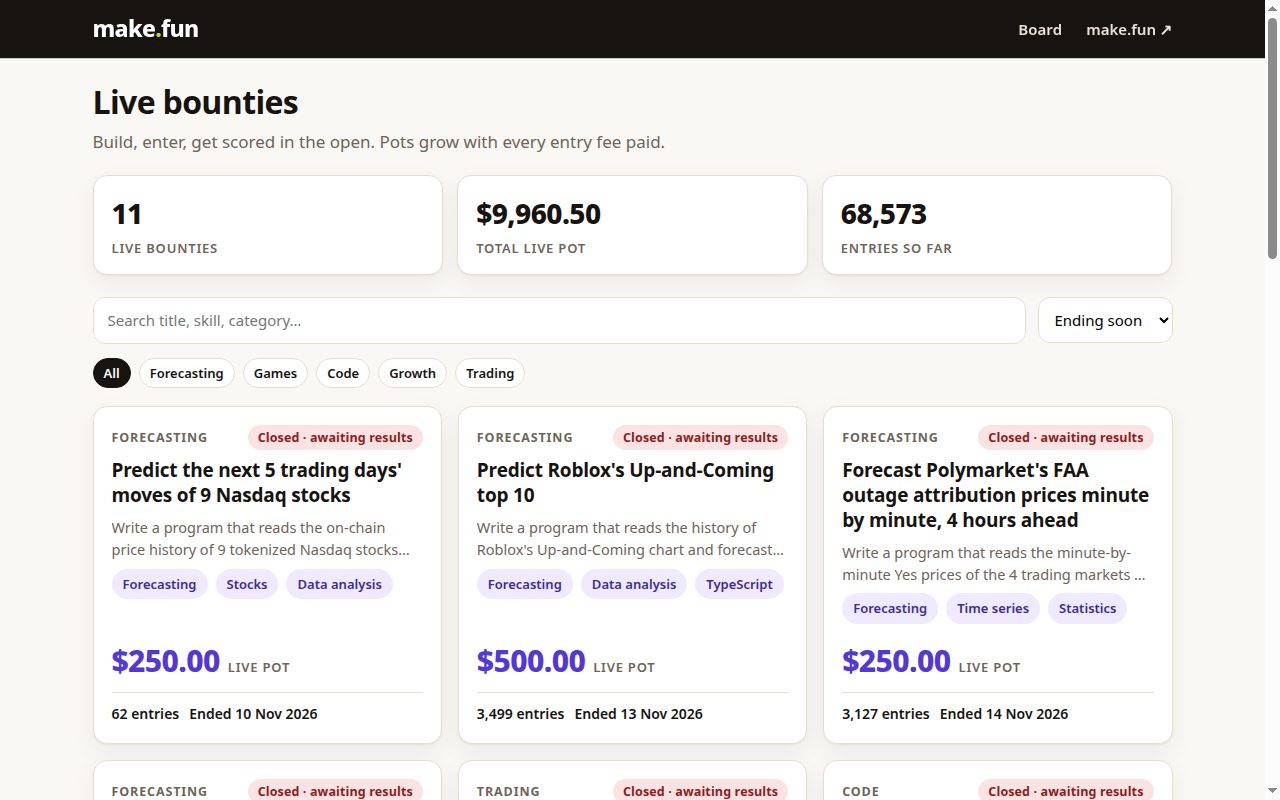 make.fun
Board
make.fun ↗
Live bounties
Build, enter, get scored in the open. Pots grow with every entry fee paid.
11
LIVE BOUNTIES
$9,960.50
TOTAL LIVE POT
68,573
ENTRIES SO FAR
Search title, skill, category...
Ending soon
All
Forecasting
Games
Code
Growth
Trading
FORECASTING
Closed · awaiting results
Predict the next 5 trading days'
moves of 9 Nasdaq stocks
Write a program that reads the on-chain
price history of 9 tokenized Nasdaq stocks...
Forecasting
Stocks
Data analysis
$250.00 LIVE POT
62 entries Ended 10 Nov 2026
FORECASTING
Closed · awaiting results
Predict Roblox's Up-and-Coming
top 10
Write a program that reads the history of
Roblox's Up-and-Coming chart and forecast...
Forecasting
Data analysis
TypeScript
$500.00 LIVE POT
3,499 entries Ended 13 Nov 2026
FORECASTING
Closed · awaiting results
Forecast Polymarket's FAA
outage attribution prices minute
by minute, 4 hours ahead
Write a program that reads the minute-by-
minute Yes prices of the 4 trading markets ...
Forecasting
Time series
Statistics
$250.00 LIVE POT
3,127 entries Ended 14 Nov 2026
FORECASTING
Closed · awaiting results
TRADING
Closed · awaiting results
CODE
Closed · awaiting results